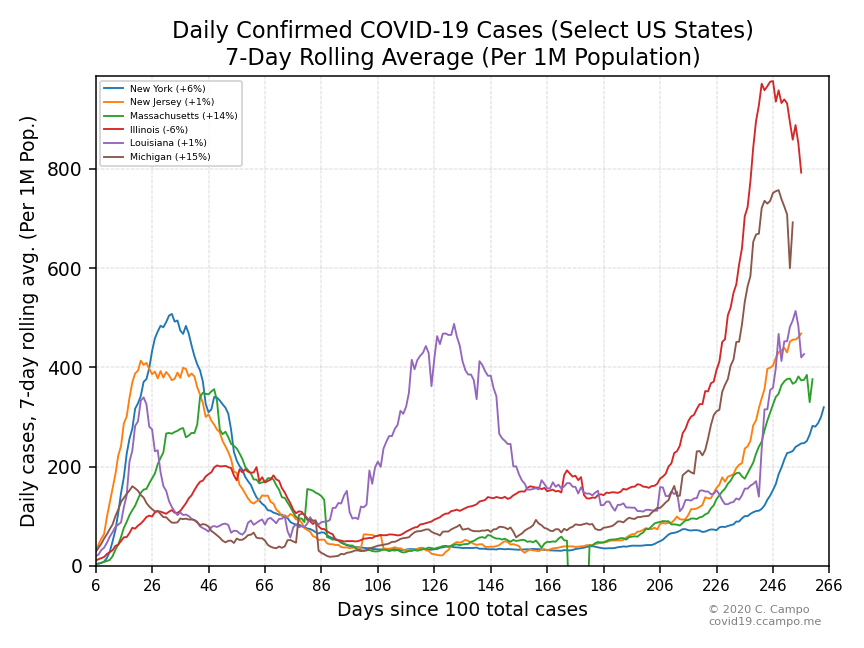 Daily Confirmed COVID-19 Cases (Select US States)
7-Day Rolling Average (Per 1M Population)
New York (+6%)
New Jersey (+1%)
Massachusetts (+14%)
Illinois (-6%)
Louisiana (+1%)
Michigan (+15%)
Daily cases, 7-day rolling avg. (Per 1M Pop.)
800
600
400
200
0
6 26 46 66 86 106 126 146 166 186 206 226 246 266
Days since 100 total cases
© 2020 C. Campo
covid19.ccampo.me